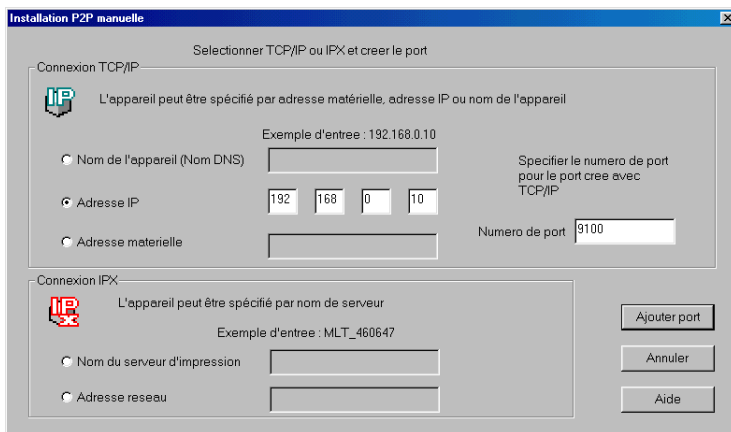 Installation P2P manuelle
Selectionner TCP/IP ou IPX et creer le port
Connexion TCP/IP
IP
L'appareil peut être spécifié par adresse matérielle, adresse IP ou nom de l'appareil
Exemple d'entree : 192.168.0.10
Nom de l'appareil (Nom DNS)
Specifier le numero de port
pour le port cree avec
TCP/IP
Adresse IP 192 168 0 10
Numero de port 9100
Adresse materielle
Connexion IPX
IP
X
L'appareil peut être spécifié par nom de serveur
Exemple d'entree : MLT_460647
Nom du serveur d'impression
Adresse reseau
Ajouter port
Annuler
Aide